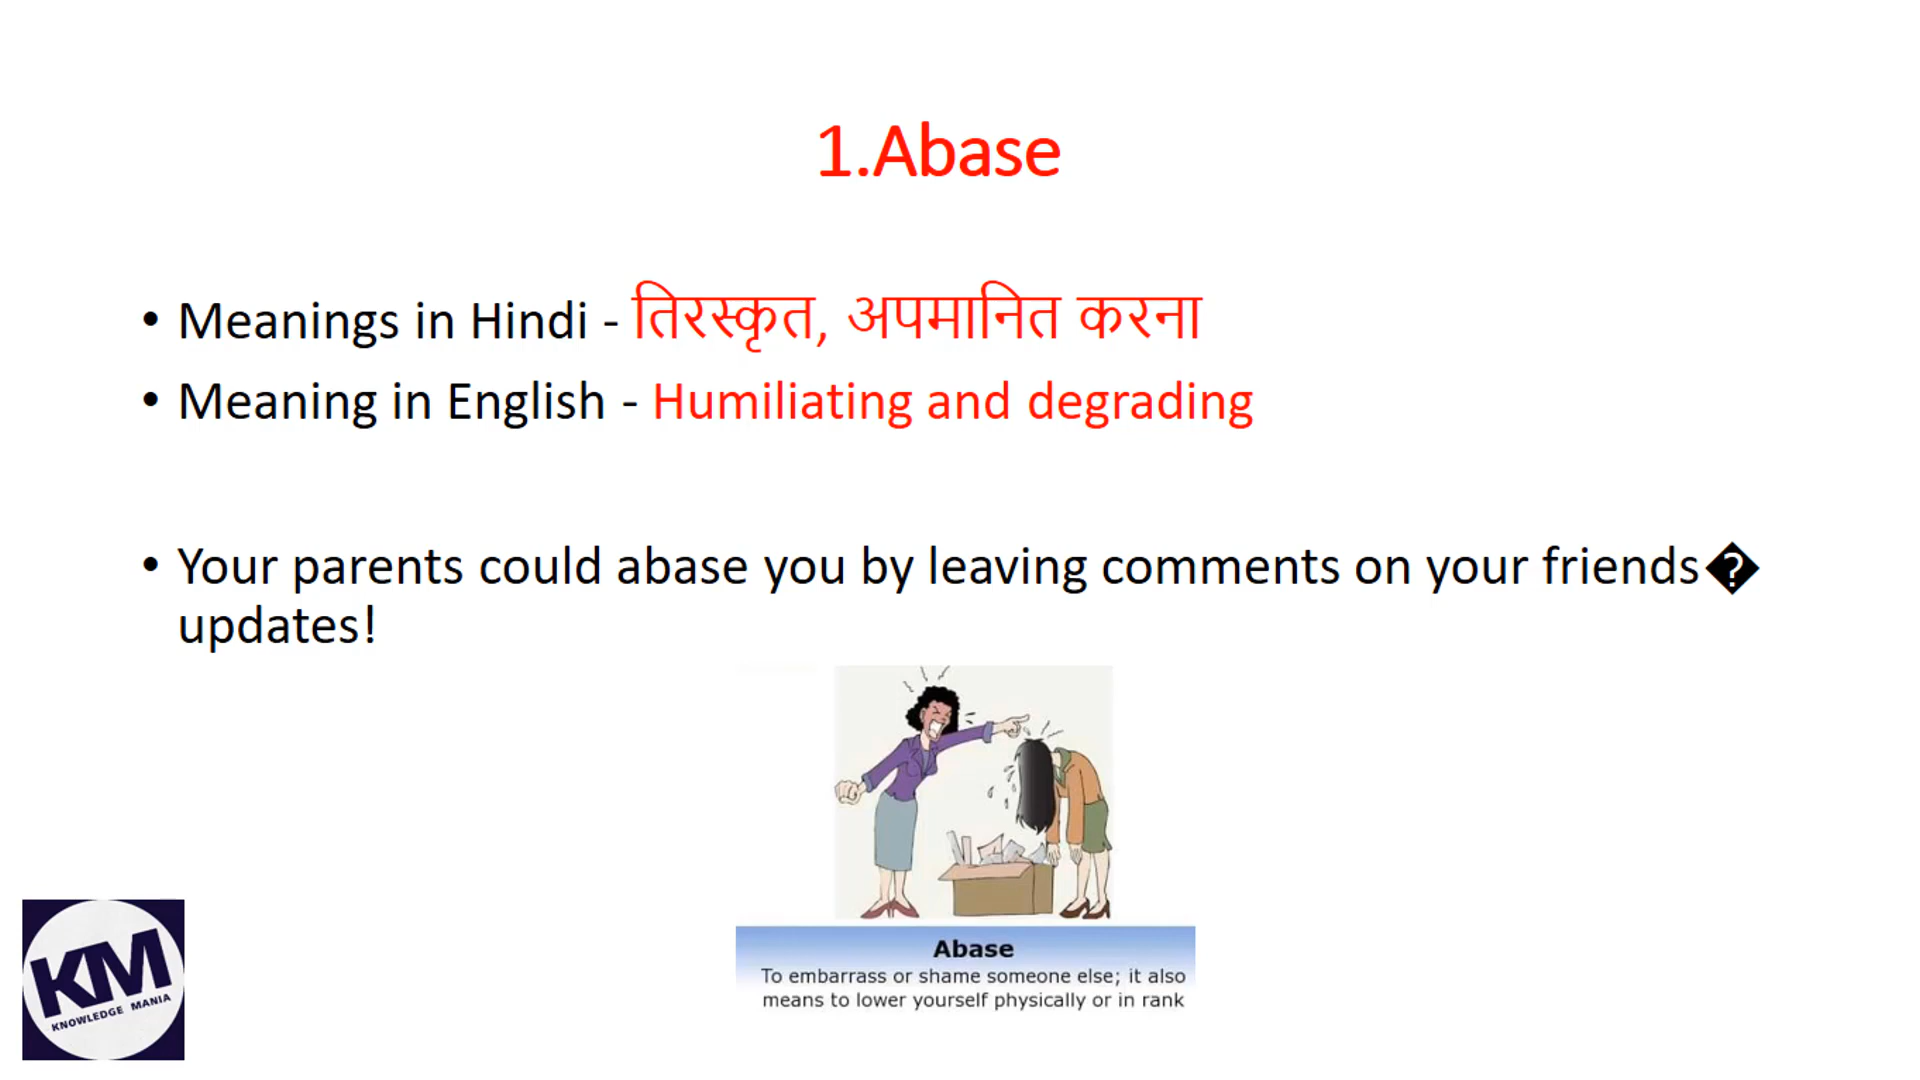 1.Abase
• Meanings in Hindi - तिरस्कृत, अपमानित करना
• Meaning in English - Humiliating and degrading
• Your parents could abase you by leaving comments on your friends�
updates!
Abase
To embarrass or shame someone else; it also
means to lower yourself physically or in rank
KM
KNOWLEDGE MANIA